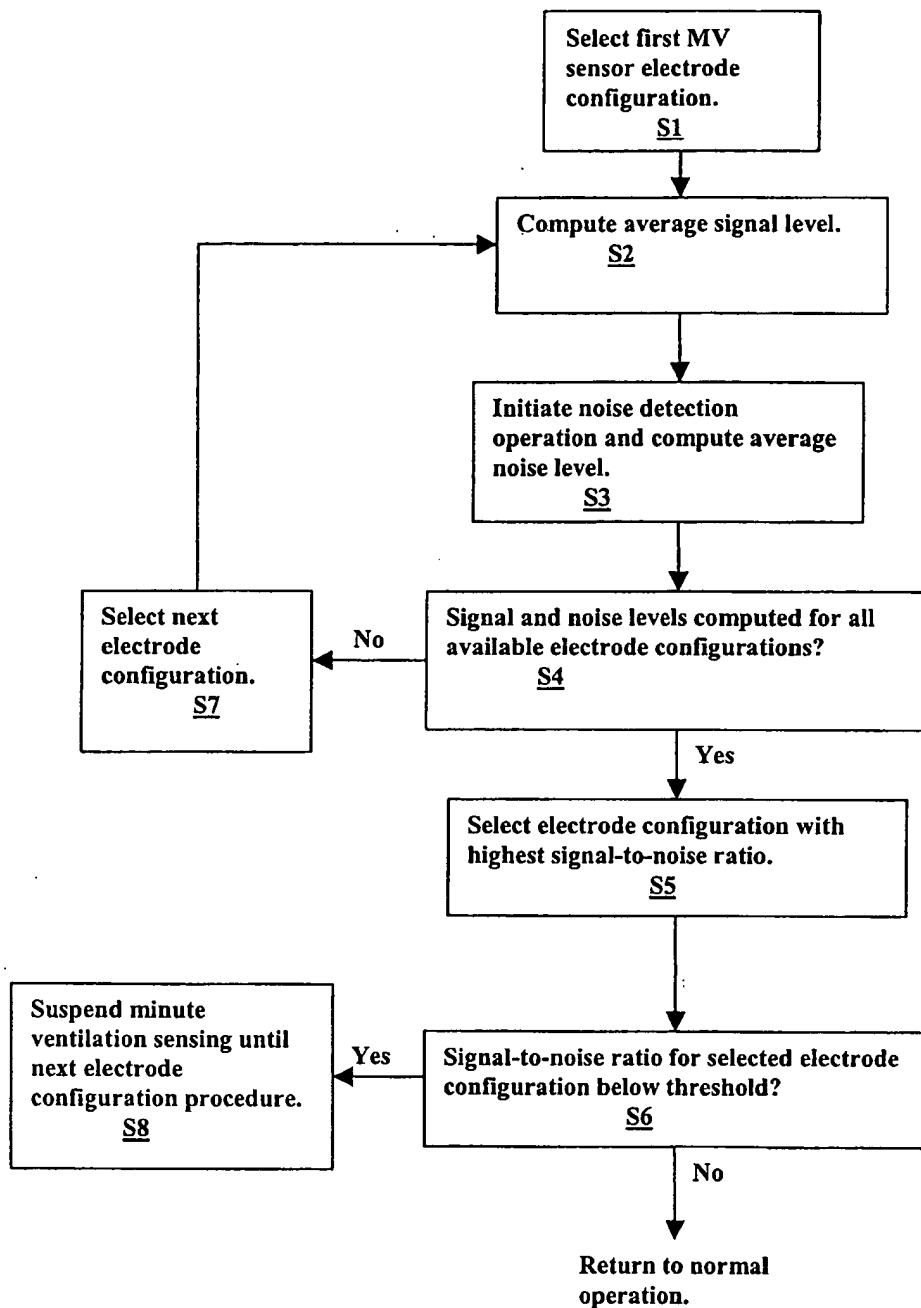 Select first MV
sensor electrode
configuration.
S1
Compute average signal level.
S2
Initiate noise detection
operation and compute average
noise level.
S3
Select next
electrode
configuration.
S7
No
Signal and noise levels computed for all
available electrode configurations?
S4
Yes
Select electrode configuration with
highest signal-to-noise ratio.
S5
Suspend minute
ventilation sensing until
next electrode
configuration procedure.
S8
Yes
Signal-to-noise ratio for selected electrode
configuration below threshold?
S6
No
Return to normal
operation.